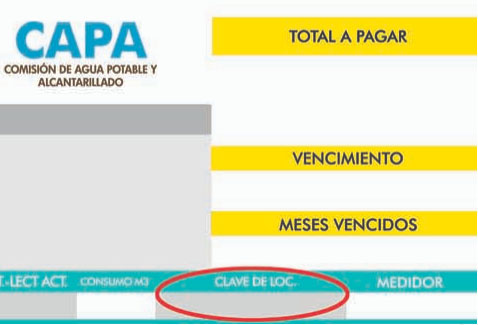 CAPA
COMISIÓN DE AGUA POTABLE Y
ALCANTARILLADO
TOTAL A PAGAR
VENCIMIENTO
MESES VENCIDOS
T.-LECT ACT. CONSUMO M3 CLAVE DE LOC. MEDIDOR